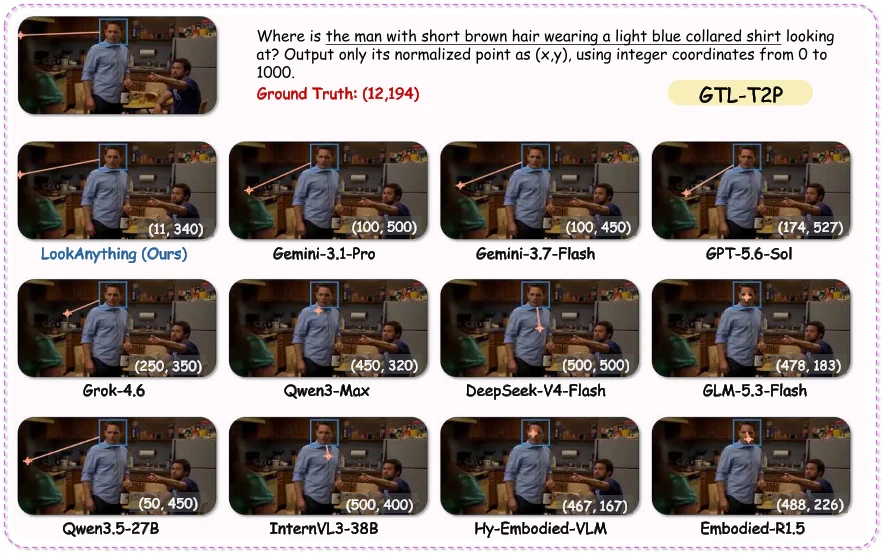 Where is the man with short brown hair wearing a light blue collared shirt looking
at? Output only its normalized point as (x,y), using integer coordinates from 0 to
1000.
Ground Truth: (12,194)
GTL-T2P
(11, 340)
(100, 500)
(100, 450)
(174, 527)
LookAnything (Ours)
Gemini-3.1-Pro
Gemini-3.7-Flash
GPT-5.6-Sol
(250, 350)
(450, 320)
(500, 500)
(478, 183)
Grok-4.6
Qwen3-Max
DeepSeek-V4-Flash
GLM-5.3-Flash
(50, 450)
(500, 400)
(467, 167)
(488, 226)
Qwen3.5-27B
InternVL3-38B
Hy-Embodied-VLM
Embodied-R1.5